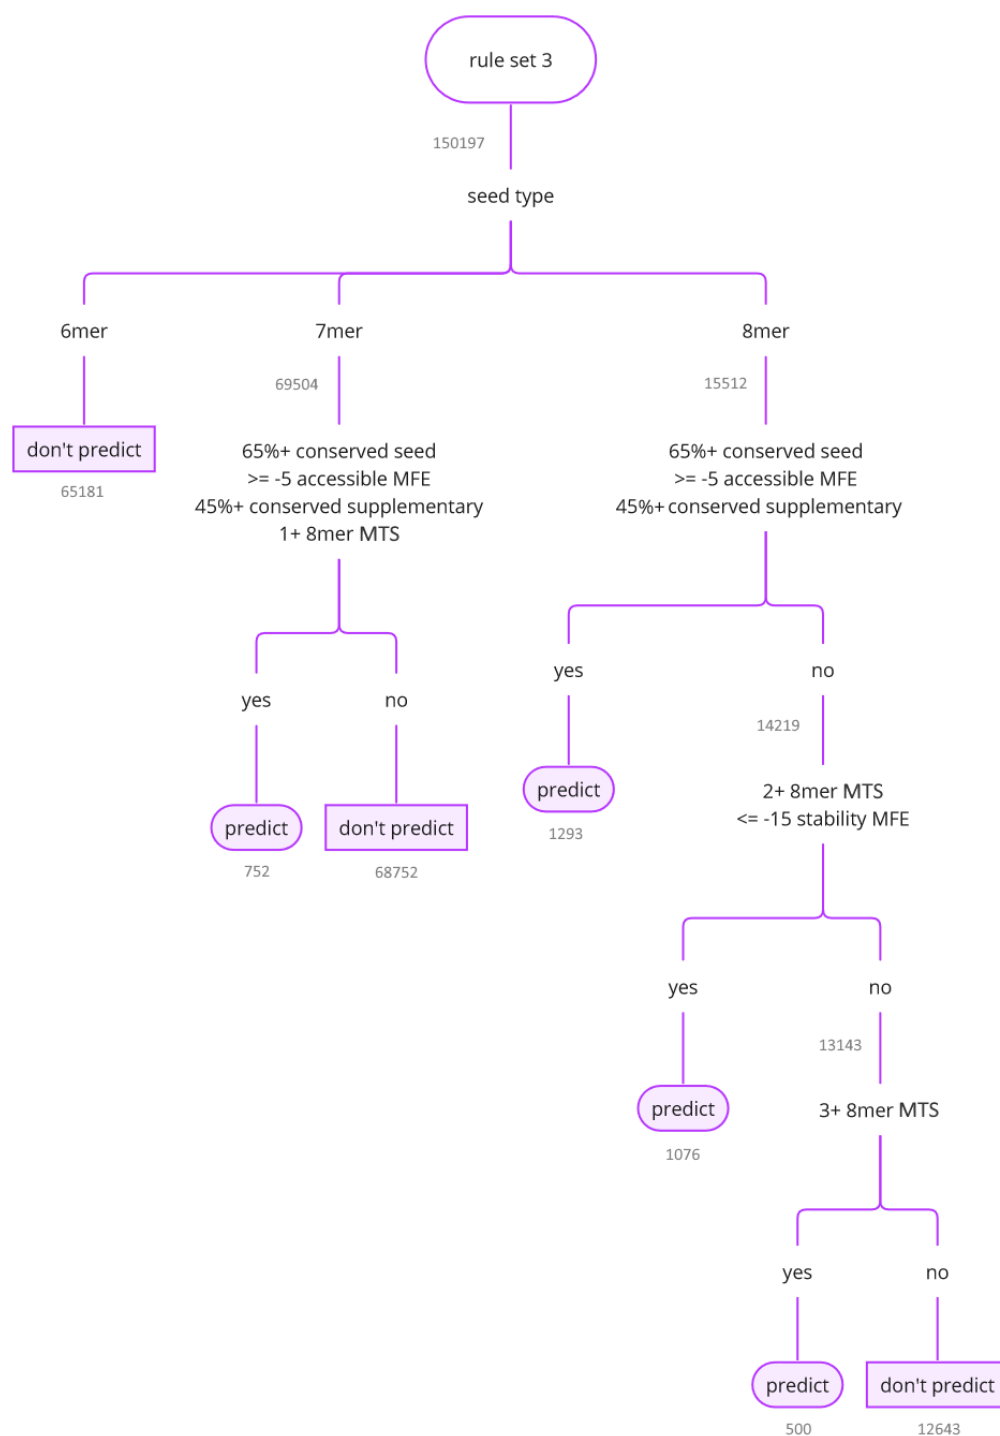 rule set 3
150197
seed type
6mer
7mer
8mer
69504
15512
don't predict
65181
65%+ conserved seed
>= -5 accessible MFE
45%+ conserved supplementary
1+ 8mer MTS
65%+ conserved seed
>= -5 accessible MFE
45%+ conserved supplementary
yes
no
yes
no
14219
predict
752
don't predict
68752
predict
1293
2+ 8mer MTS
<= -15 stability MFE
yes
no
13143
predict
1076
3+ 8mer MTS
yes
no
predict
500
don't predict
12643